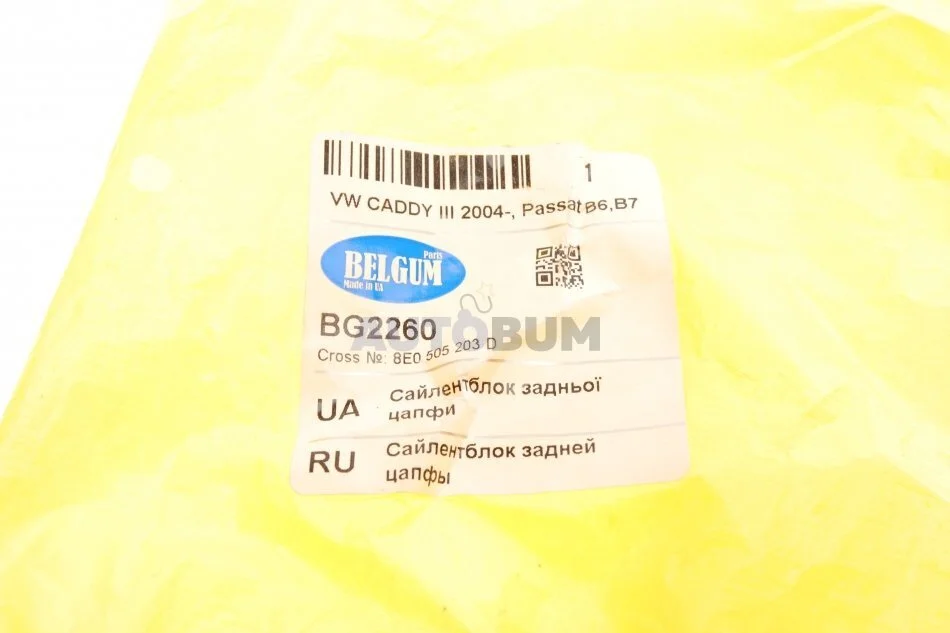 1
VW CADDY III 2004-, Passat B6,B7
Parts
BELGUM
Made in UA
BG2260
AUTOBUM
Cross №: 8E0 505 203 D
UA Сайлентблок задньої
цапфи
RU Сайлентблок задней
цапфы